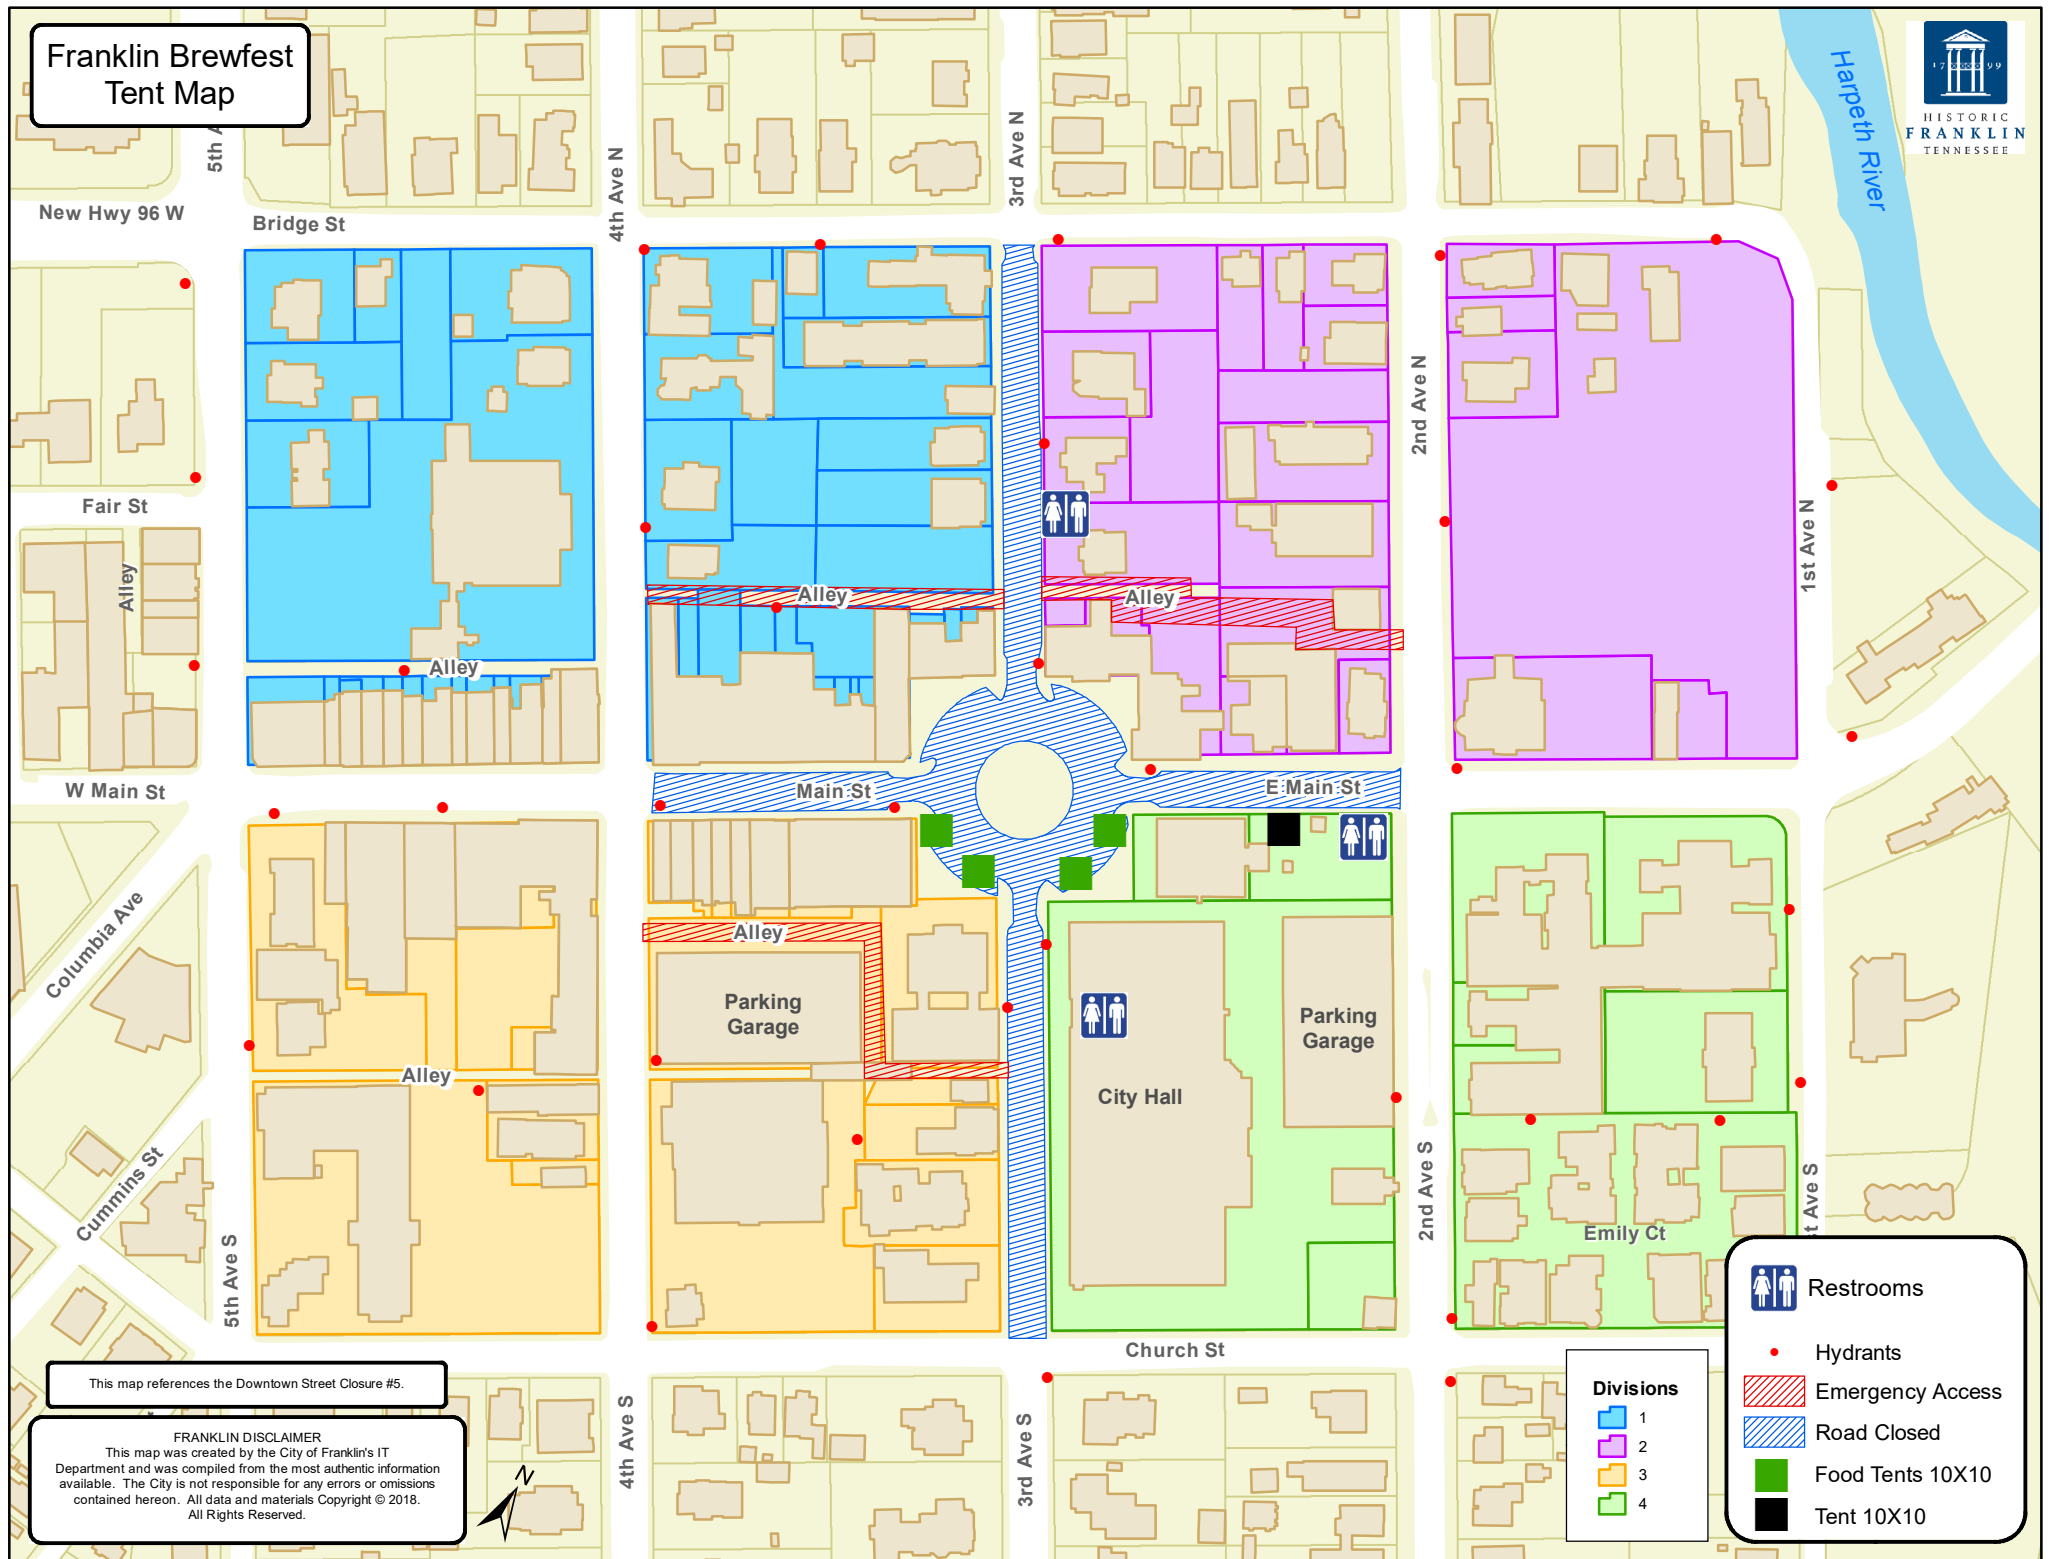 Franklin Brewfest
Tent Map
5th A
4th Ave N
3rd Ave N
Harpeth River
17 99
HISTORIC
FRANKLIN
TENNESSEE
New Hwy 96 W
Bridge St
2nd Ave N
Fair St
1st Ave N
Alley
Alley
Alley
Alley
W Main St
Main St
E Main St
Columbia Ave
Alley
Parking
Garage
Parking
Garage
Alley
City Hall
Cummins St
5th Ave S
2nd Ave S
st Ave S
Emily Ct
Church St
4th Ave S
3rd Ave S
This map references the Downtown Street Closure #5.
FRANKLIN DISCLAIMER
This map was created by the City of Franklin's IT
Department and was compiled from the most authentic information
available. The City is not responsible for any errors or omissions
contained hereon. All data and materials Copyright © 2018.
All Rights Reserved.
N
Divisions
1
2
3
4
Restrooms
Hydrants
Emergency Access
Road Closed
Food Tents 10X10
Tent 10X10